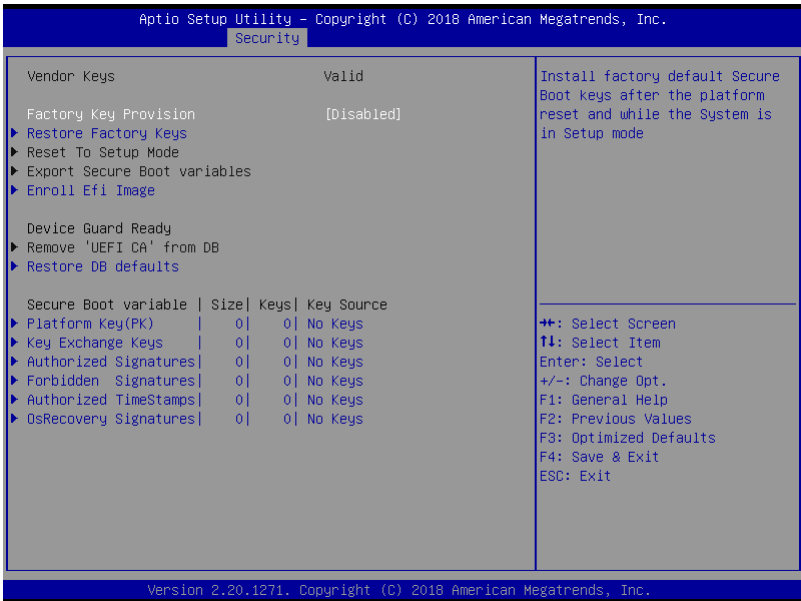 Aptio Setup Utility – Copyright (C) 2018 American Megatrends, Inc.
Security
Vendor Keys Valid
Factory Key Provision [Disabled]
▶ Restore Factory Keys
▶ Reset To Setup Mode
▶ Export Secure Boot variables
▶ Enroll Efi Image
Device Guard Ready
▶ Remove 'UEFI CA' from DB
▶ Restore DB defaults
Secure Boot variable | Size| Keys| Key Source
▶ Platform Key(PK) | 0| 0| No Keys
▶ Key Exchange Keys | 0| 0| No Keys
▶ Authorized Signatures| 0| 0| No Keys
▶ Forbidden Signatures| 0| 0| No Keys
▶ Authorized TimeStamps| 0| 0| No Keys
▶ OsRecovery Signatures| 0| 0| No Keys
Install factory default Secure
Boot keys after the platform
reset and while the System is
in Setup mode
→←: Select Screen
↑↓: Select Item
Enter: Select
+/-: Change Opt.
F1: General Help
F2: Previous Values
F3: Optimized Defaults
F4: Save & Exit
ESC: Exit
Version 2.20.1271. Copyright (C) 2018 American Megatrends, Inc.